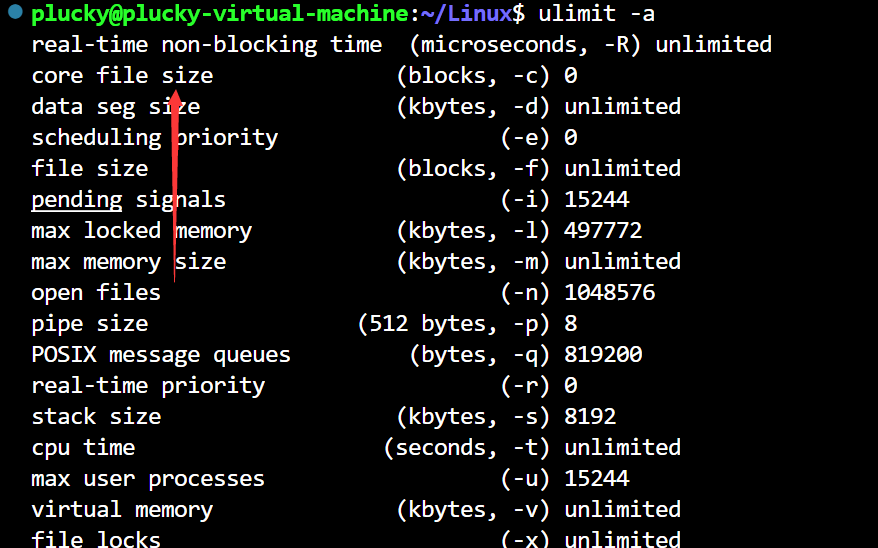 plucky@plucky-virtual-machine:~/Linux$ ulimit -a
real-time non-blocking time  (microseconds, -R) unlimited
core file size              (blocks, -c) 0
data seg size               (kbytes, -d) unlimited
scheduling priority                 (-e) 0
file size                   (blocks, -f) unlimited
pending signals                     (-i) 15244
max locked memory           (kbytes, -l) 497772
max memory size             (kbytes, -m) unlimited
open files                          (-n) 1048576
pipe size                (512 bytes, -p) 8
POSIX message queues         (bytes, -q) 819200
real-time priority                  (-r) 0
stack size                  (kbytes, -s) 8192
cpu time                   (seconds, -t) unlimited
max user processes                  (-u) 15244
virtual memory              (kbytes, -v) unlimited
file locks                          (-x) unlimited